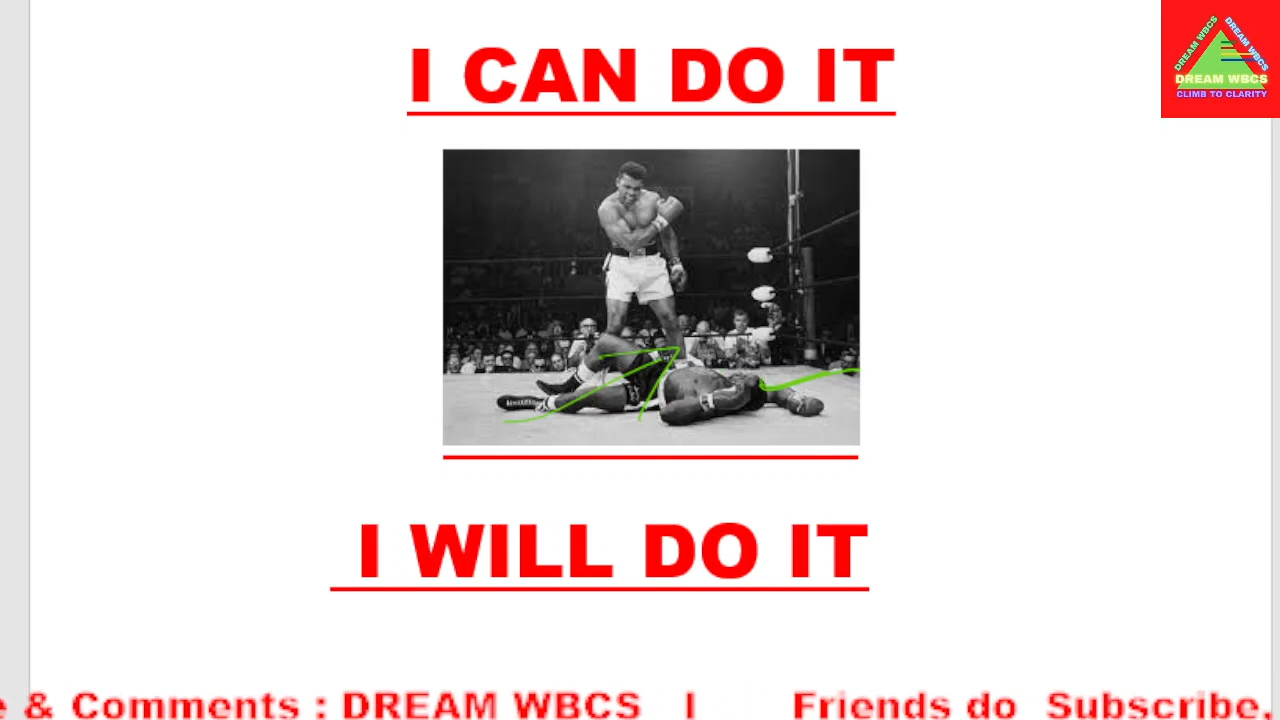 I CAN DO IT
DREAM WBCS
DREAM WBCS
DREAM WBCS
CLIMB TO CLARITY
I WILL DO IT
& Comments : DREAM WBCS I Friends do Subscribe.